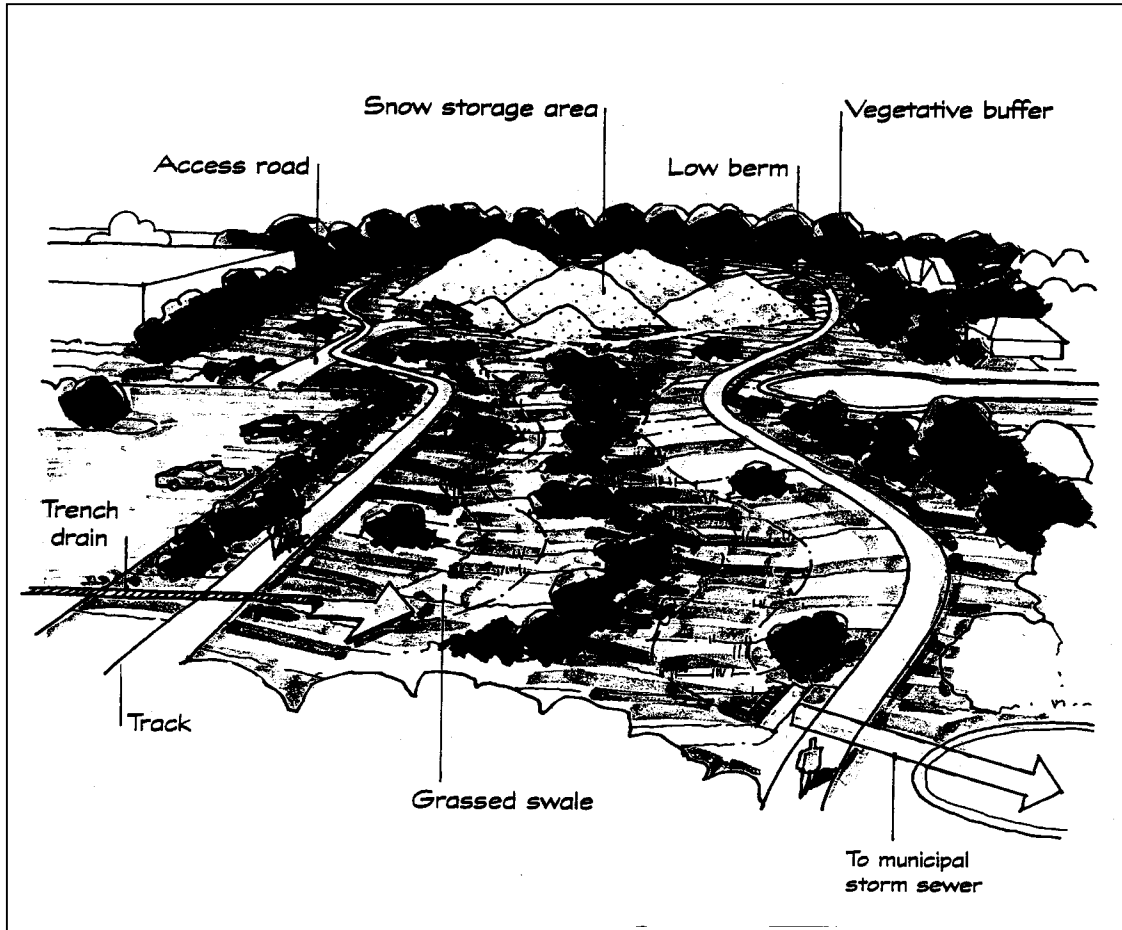 Snow storage area
Vegetative buffer
Access road
Low berm
Trench
drain
Track
Grassed swale
To municipal
storm sewer